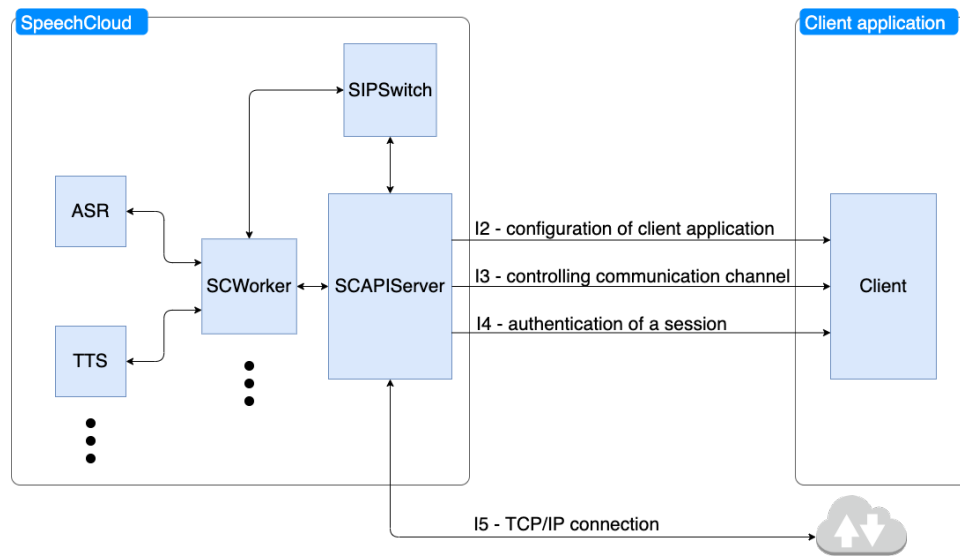 SpeechCloud
Client application
SIPSwitch
ASR
SCWorker
SCAPIServer
I2 - configuration of client application
I3 - controlling communication channel
Client
I4 - authentication of a session
TTS
I5 - TCP/IP connection